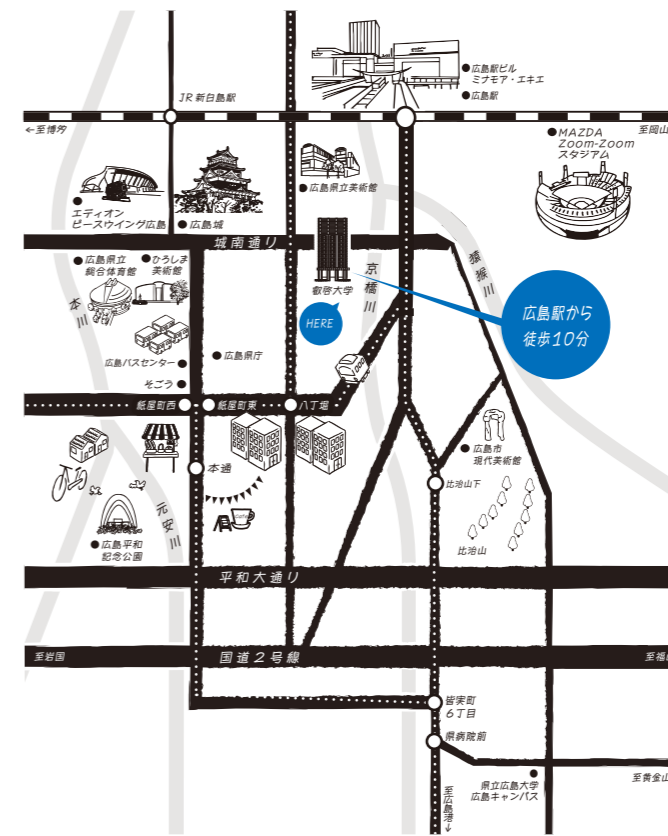 広島駅ビル
ミナモア・エキエ
広島駅
JR新白島駅
←至博多
至岡山
MAZDA
Zoom-Zoom
スタジアム
広島県立美術館
エディオン
ピースウイング広島
広島城
城南通り
猿猴川
京橋川
広島県立
総合体育館
ひろしま
美術館
本川
叡啓大学
HERE
広島駅から
徒歩10分
広島バスセンター
広島県庁
そごう
紙屋町西
紙屋町東
八丁堀
広島市
現代美術館
本通
比治山下
元安川
Cafe
広島平和
記念公園
比治山
平和大通り
至岩国
国道2号線
至福
皆実町
6丁目
県病院前
至黄金山
県立広島大学
広島キャンパス
至広島港→